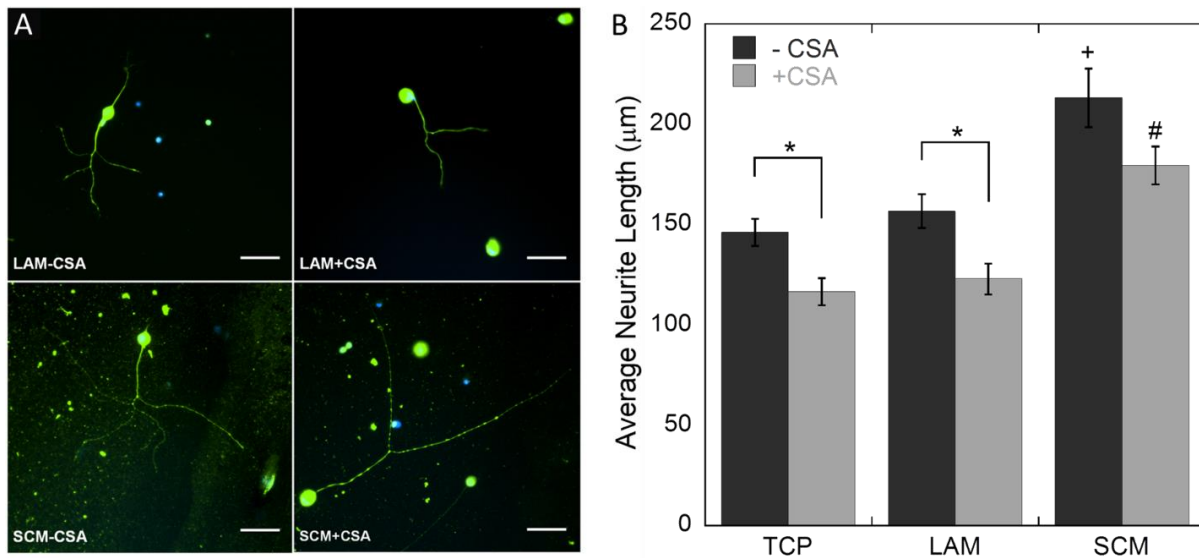 A
LAM-CSA
LAM+CSA
SCM-CSA
SCM+CSA
B
Average Neurite Length (μm)
250
200
150
100
50
0
- CSA
+CSA
*
*
+
#
TCP
LAM
SCM